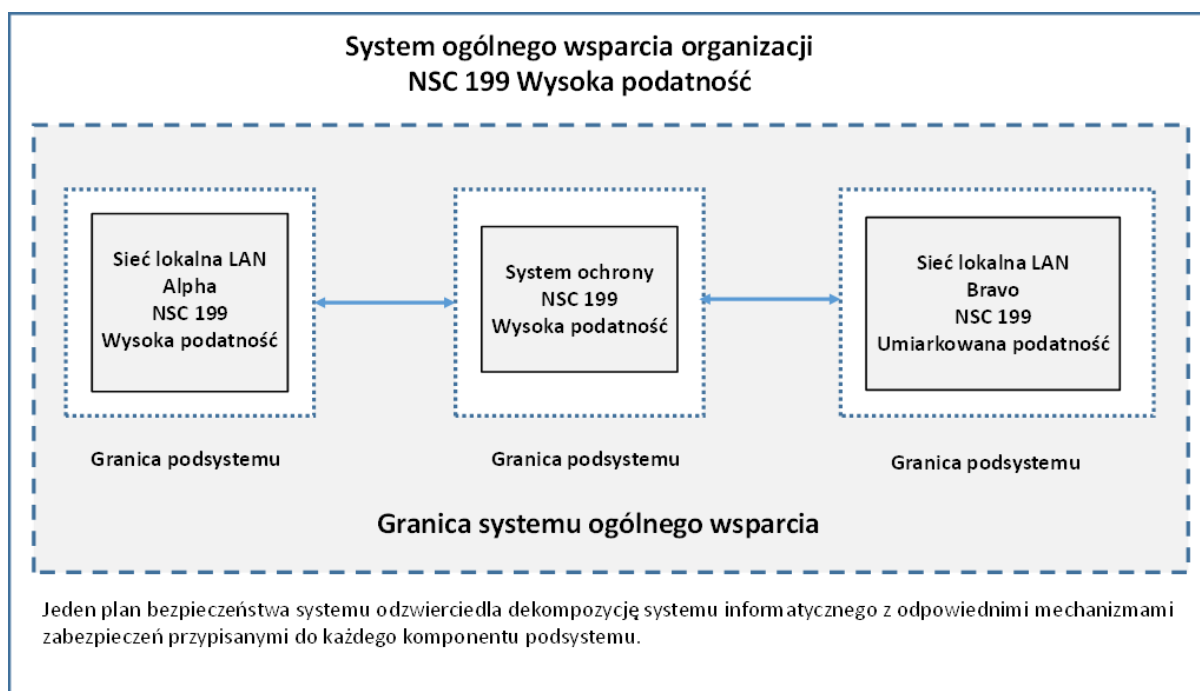 System ogólnego wsparcia organizacji
NSC 199 Wysoka podatność
Sieć lokalna LAN
Alpha
NSC 199
Wysoka podatność
System ochrony
NSC 199
Wysoka podatność
Sieć lokalna LAN
Bravo
NSC 199
Umiarkowana podatność
Granica podsystemu
Granica podsystemu
Granica podsystemu
Granica systemu ogólnego wsparcia
Jeden plan bezpieczeństwa systemu odzwierciedla dekompozycję systemu informatycznego z odpowiednimi mechanizmami
zabezpieczeń przypisanymi do każdego komponentu podsystemu.